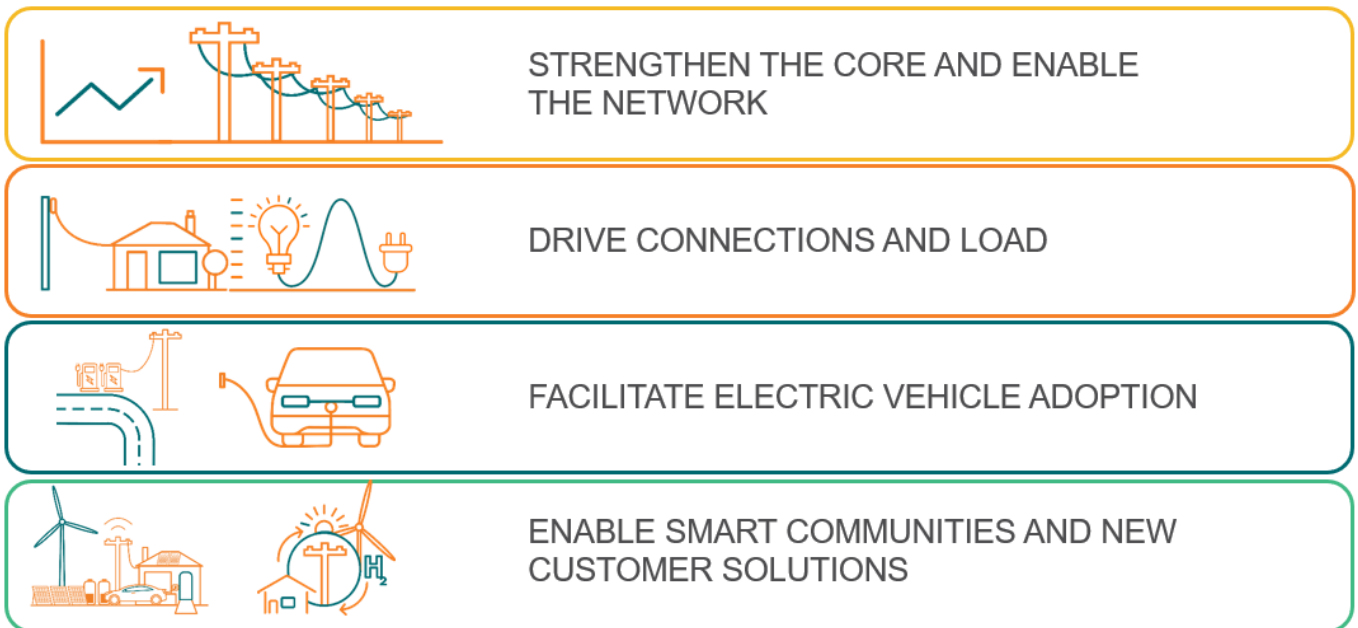 STRENGTHEN THE CORE AND ENABLE
THE NETWORK
DRIVE CONNECTIONS AND LOAD
FACILITATE ELECTRIC VEHICLE ADOPTION
ENABLE SMART COMMUNITIES AND NEW
CUSTOMER SOLUTIONS
H2